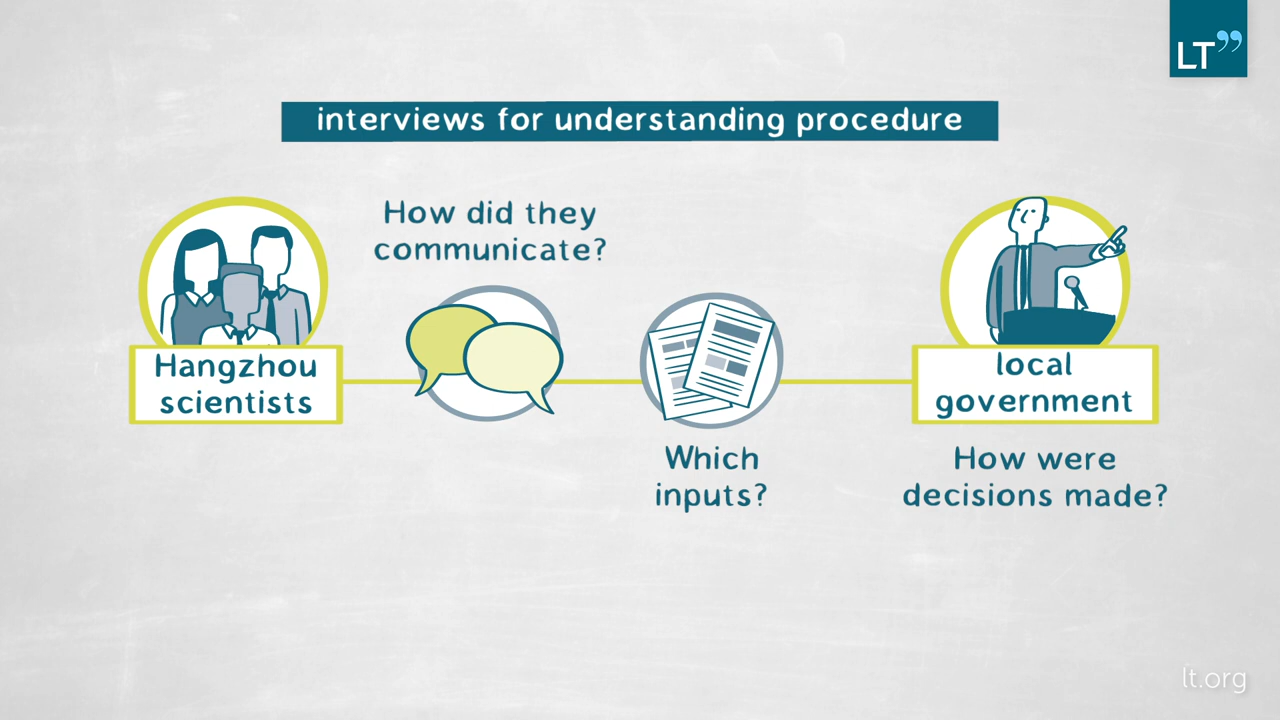 LT”
interviews for understanding procedure
How did they
communicate?
Hangzhou
scientists
local
government
Which
inputs?
How were
decisions made?
lt.org